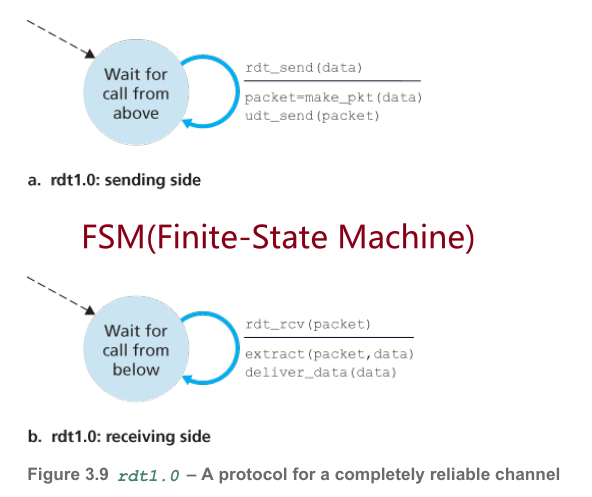 Wait for
call from
above
rdt_send(data)
packet=make_pkt(data)
udt_send(packet)
a. rdt1.0: sending side
FSM(Finite-State Machine)
Wait for
call from
below
rdt_rcv(packet)
extract(packet,data)
deliver_data(data)
b. rdt1.0: receiving side
Figure 3.9 rdt1.0 – A protocol for a completely reliable channel